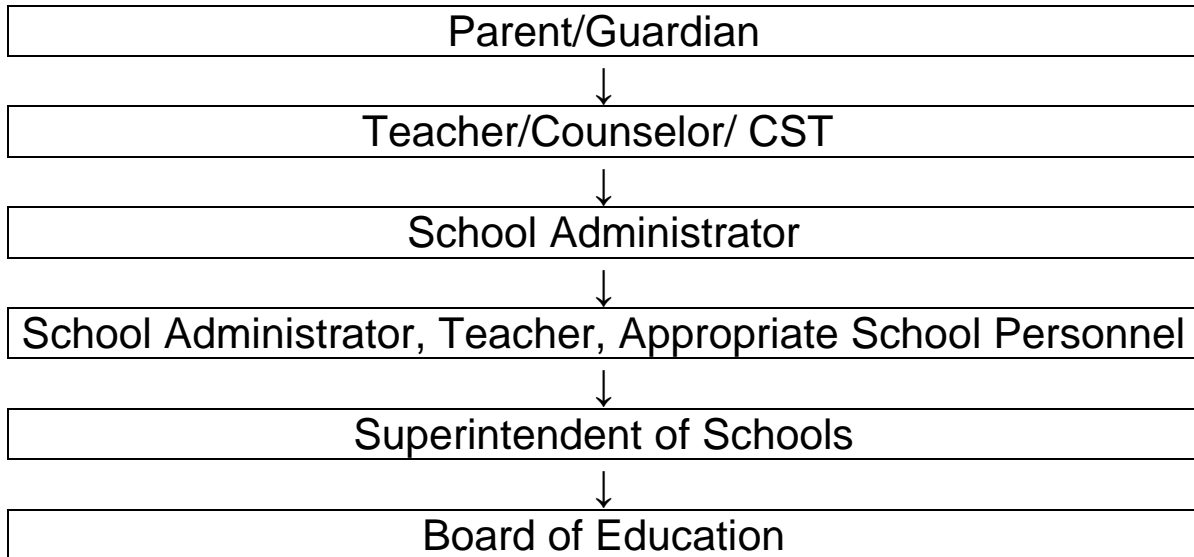 Parent/Guardian
↓
Teacher/Counselor/ CST
↓
School Administrator
↓
School Administrator, Teacher, Appropriate School Personnel
↓
Superintendent of Schools
↓
Board of Education